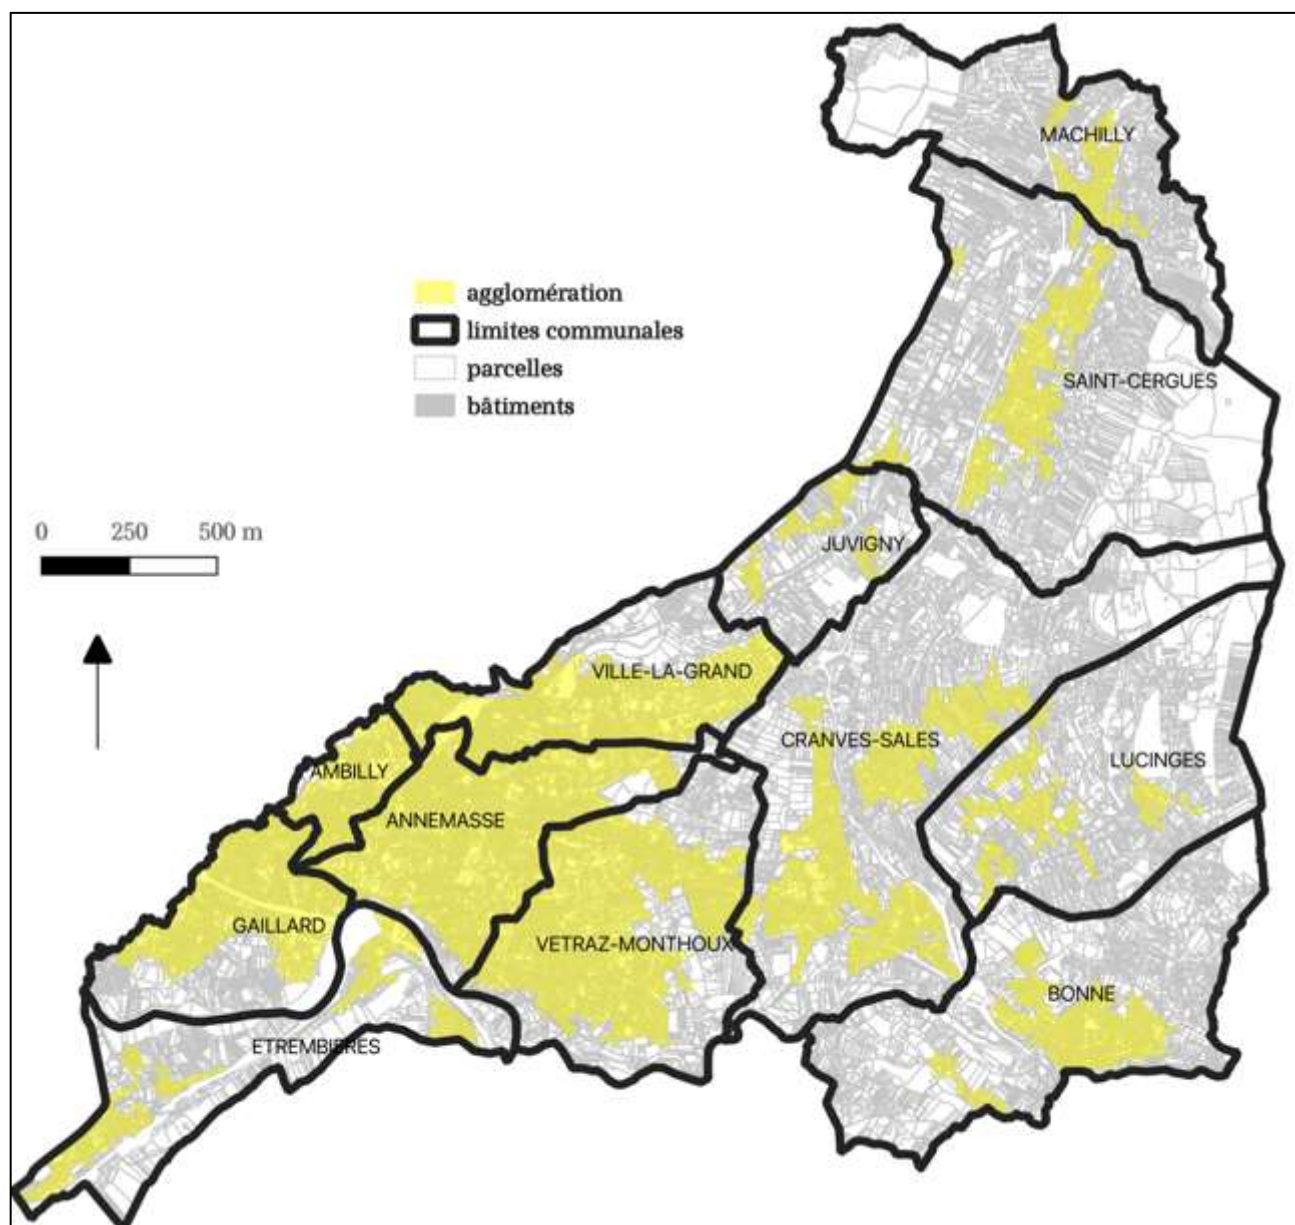 MACHILLY
agglomération
limites communales
parcelles
bâtiments
SAINT-CERGUES
0 250 500 m
JUVIGNY
VILLE-LA-GRAND
CRANVES-SALES
LUCINGES
AMBILLY
ANNEMASSE
GAILLARD
VETRAZ-MONTHOUX
BONNE
ETREMBIERES